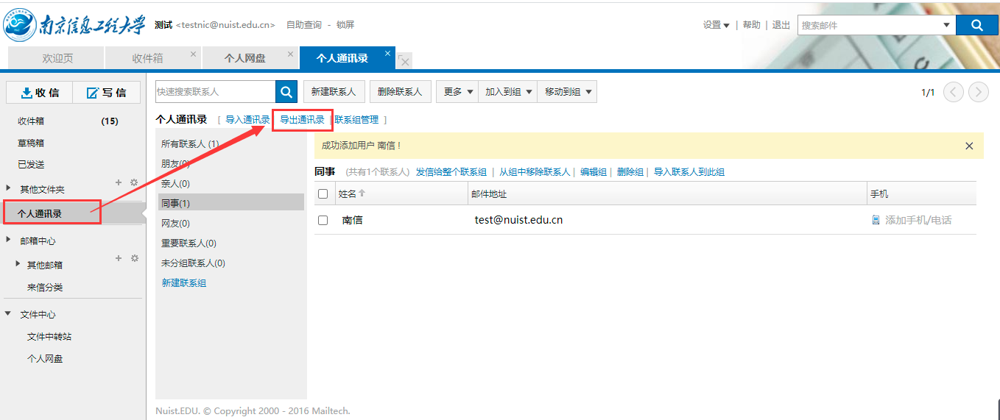 南京信息工程大学 测试 <testnic@nuist.edu.cn> 自助查询 - 锁屏 设置 | 帮助 | 退出 搜索邮件
欢迎页 收件箱 个人网盘 个人通讯录
收 信 写 信
快速搜索联系人 新建联系人 删除联系人 更多 加入到组 移动到组 1/1
收件箱 (15)
草稿箱
已发送
其他文件夹
个人通讯录
邮箱中心
其他邮箱
来信分类
文件中心
文件中转站
个人网盘
个人通讯录 [ 导入通讯录 导出通讯录 | 联系组管理 ]
所有联系人 (1)
朋友(0)
亲人(0)
同事(1)
网友(0)
重要联系人(0)
未分组联系人(0)
新建联系组
成功添加用户 南信 !
同事 (共有1个联系人) 发信给整个联系组 | 从组中移除联系人 | 编辑组 | 删除组 | 导入联系人到此组
姓名 邮件地址 手机
南信 test@nuist.edu.cn 添加手机/电话
Nuist.EDU. © Copyright 2000 - 2016 Mailtech.